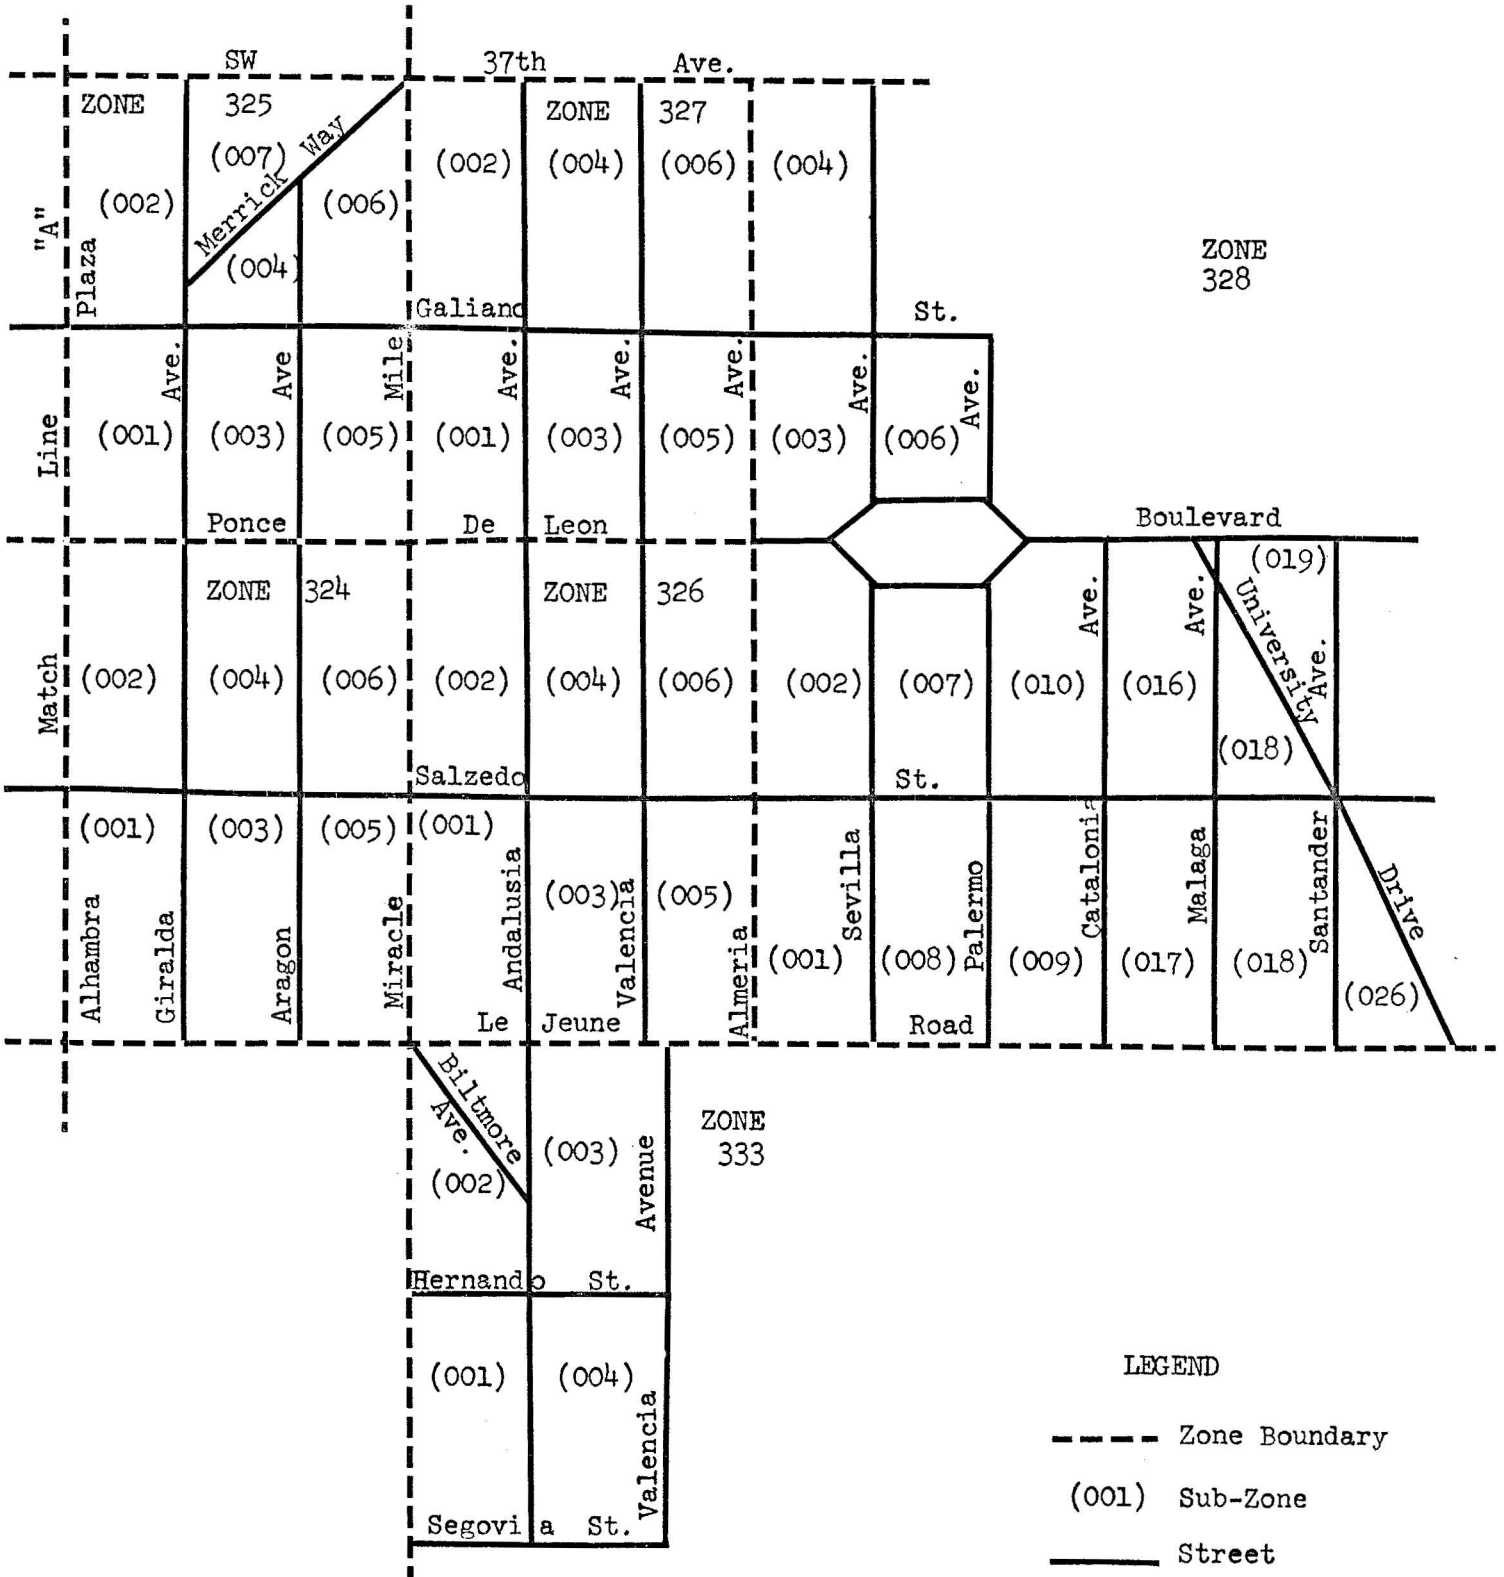 SW 37th Ave.
ZONE 325
ZONE 327
(007)
Merrick Way
(002)
(006)
(004)
(002)
(004)
(006)
(004)
ZONE
328
"A"
Plaza
Galiano St.
Ave.
Ave
Mile
Ave.
Ave.
Ave.
Ave.
Ave.
Line
(001)
(003)
(005)
(001)
(003)
(005)
(003)
(006)
Ponce De Leon Boulevard
ZONE 324
ZONE 326
(019)
Ave.
Ave.
University
Ave.
Match
(002)
(004)
(006)
(002)
(004)
(006)
(002)
(007)
(010)
(016)
(018)
Salzedo St.
(001)
(003)
(005)
(001)
(003)
(005)
(001)
(008)
(009)
(017)
(018)
(026)
Alhambra
Giralda
Aragon
Miracle
Andalusia
Valencia
Almeria
Sevilla
Palermo
Catalonia
Malaga
Santander
Drive
Le Jeune Road
Biltmore
Ave.
(002)
(003)
Avenue
ZONE
333
Hernando St.
(001)
(004)
Valencia
Segovia St.
LEGEND
Zone Boundary
(001) Sub-Zone
Street